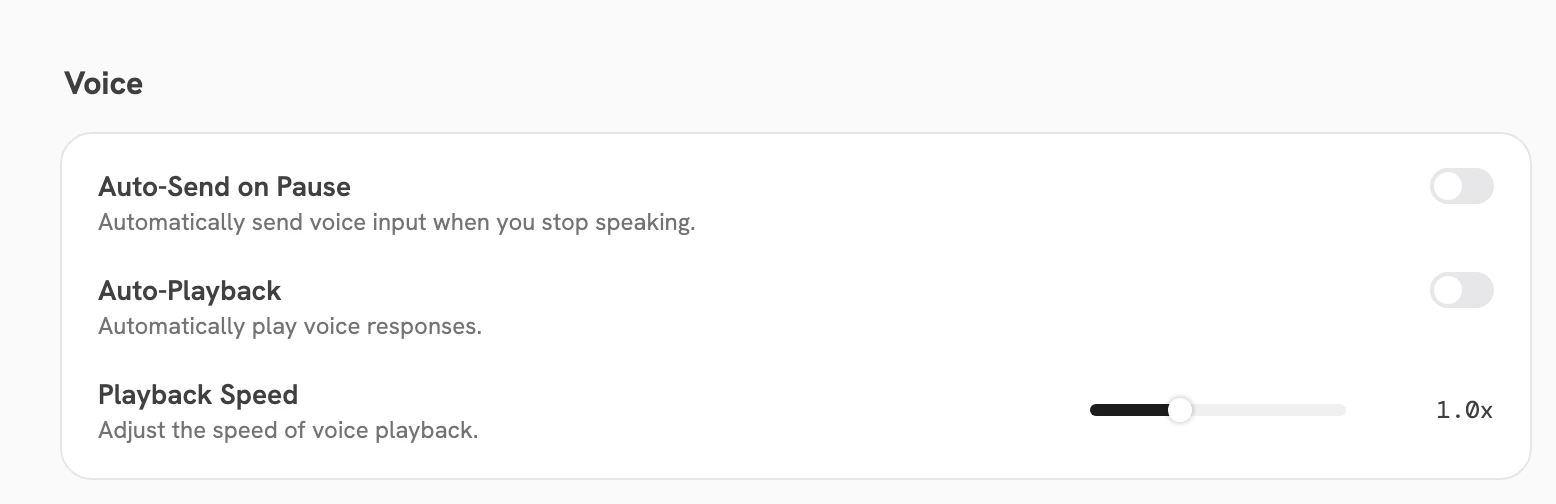 Voice
Auto-Send on Pause
Automatically send voice input when you stop speaking.
Auto-Playback
Automatically play voice responses.
Playback Speed
Adjust the speed of voice playback.
1.0x